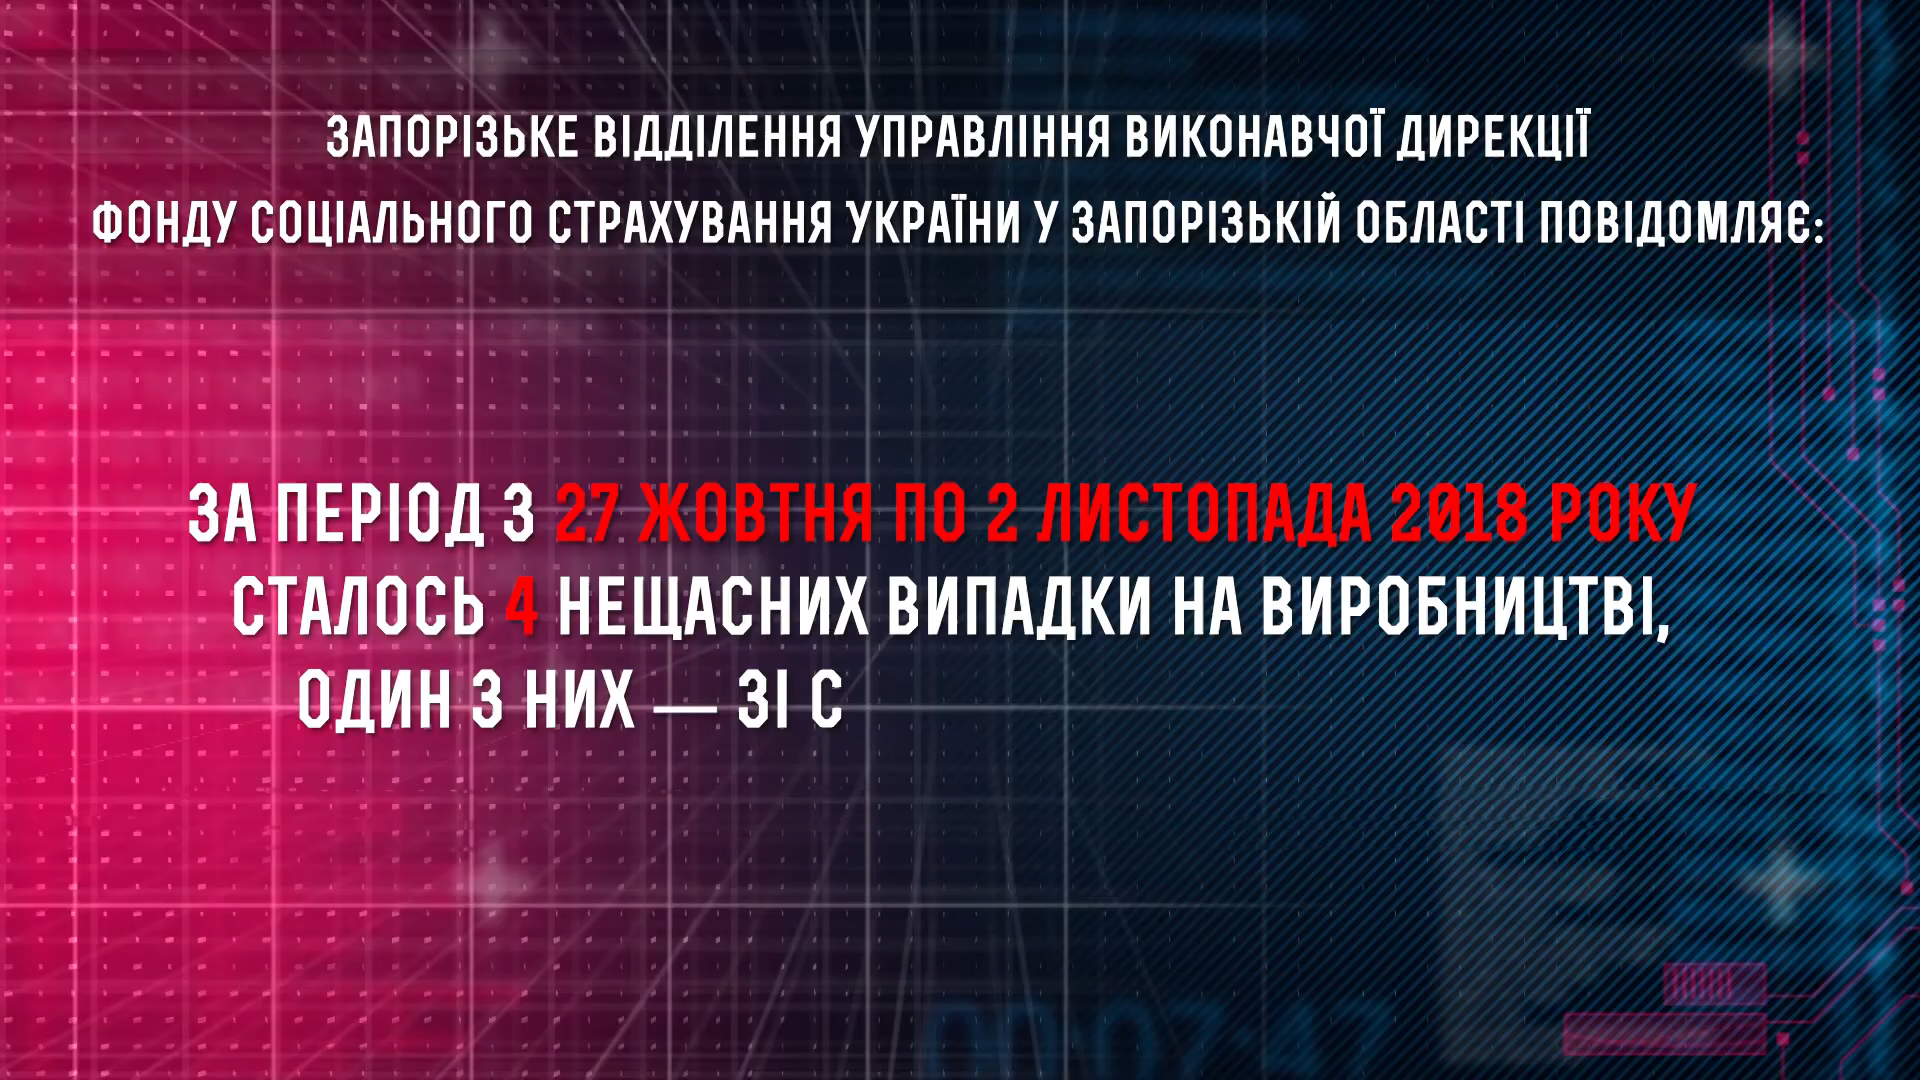 ЗАПОРІЗЬКЕ ВІДДІЛЕННЯ УПРАВЛІННЯ ВИКОНАВЧОЇ ДИРЕКЦІЇ
ФОНДУ СОЦІАЛЬНОГО СТРАХУВАННЯ УКРАЇНИ У ЗАПОРІЗЬКІЙ ОБЛАСТІ ПОВІДОМЛЯЄ:
ЗА ПЕРІОД З 27 ЖОВТНЯ ПО 2 ЛИСТОПАДА 2018 РОКУ
СТАЛОСЬ 4 НЕЩАСНИХ ВИПАДКИ НА ВИРОБНИЦТВІ,
ОДИН З НИХ — ЗІ С